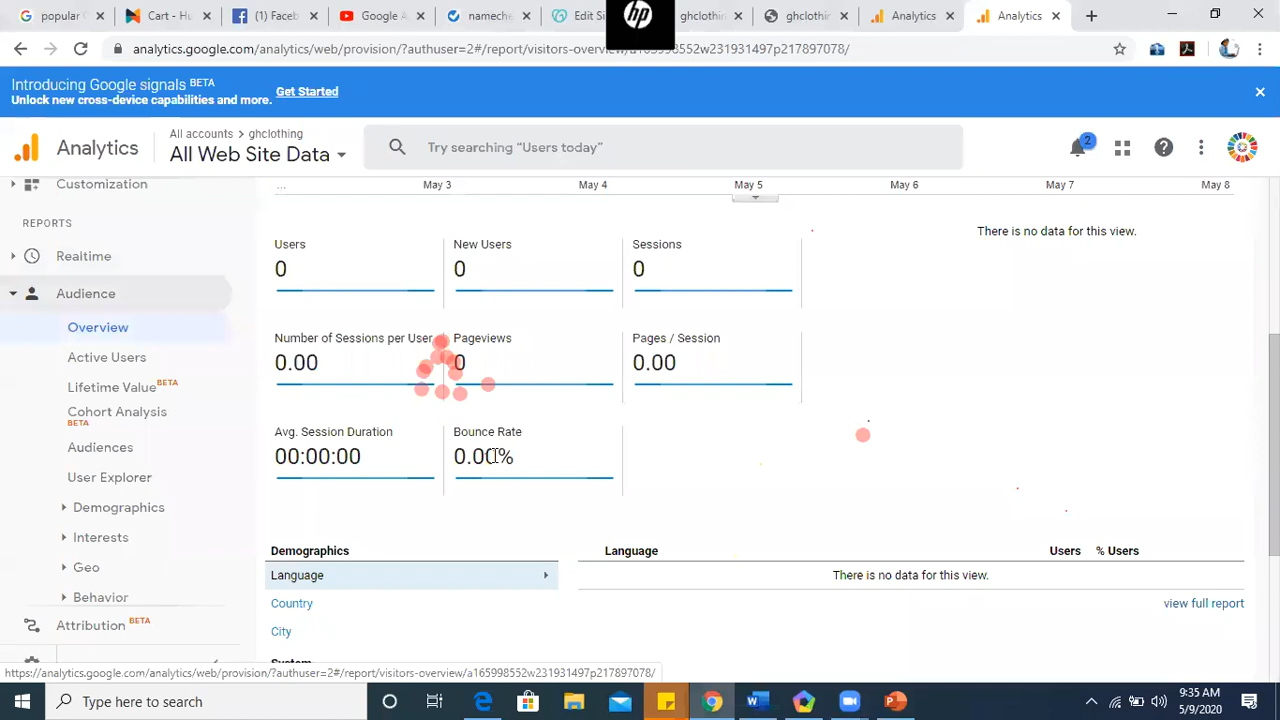 popular
Cart - Hu
(1) Faceb
Google A
nameche
Edit Si
ghclothing
ghclothin
Analytics
Analytics
analytics.google.com/analytics/web/provision/?authuser=2#/report/visitors-overview/a165998552w231931497p217897078/
Introducing Google signals BETA
Unlock new cross-device capabilities and more. Get Started
Analytics
All accounts > ghclothing
All Web Site Data
Try searching “Users today”
2
Customization
... May 3 May 4 May 5 May 6 May 7 May 8
REPORTS
Realtime
Audience
Overview
Active Users
Lifetime Value BETA
Cohort Analysis
BETA
Audiences
User Explorer
Demographics
Interests
Geo
Behavior
Attribution BETA
Users New Users Sessions
0 0 0
There is no data for this view.
Number of Sessions per User Pageviews Pages / Session
0.00 0 0.00
Avg. Session Duration Bounce Rate
00:00:00 0.00%
Demographics Language Users % Users
Language There is no data for this view.
Country view full report
City
System
https://analytics.google.com/analytics/web/provision/?authuser=2#/report/visitors-overview/a165998552w231931497p217897078/
Type here to search
9:35 AM
5/9/2020
hp